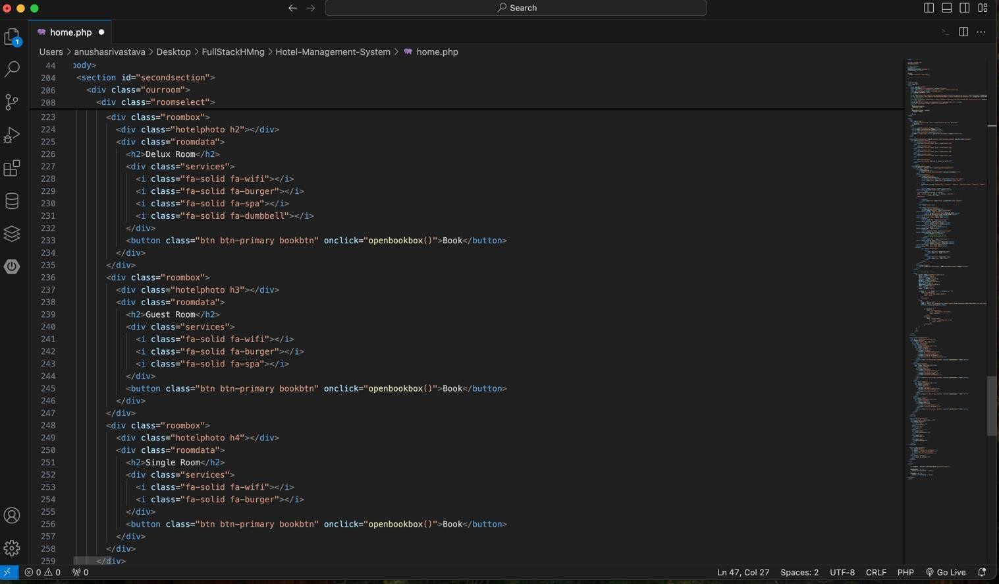 Search
home.php
1
Users > anushasrivastava > Desktop > FullStackHMng > Hotel-Management-System > home.php
44 body>
204 <section id="secondsection">
206 <div class="ourroom">
208 <div class="roomselect">
223 <div class="roombox">
224 <div class="hotelphoto h2"></div>
225 <div class="roomdata">
226 <h2>Delux Room</h2>
227 <div class="services">
228 <i class="fa-solid fa-wifi"></i>
229 <i class="fa-solid fa-burger"></i>
230 <i class="fa-solid fa-spa"></i>
231 <i class="fa-solid fa-dumbbell"></i>
232 </div>
233 <button class="btn btn-primary bookbtn" onclick="openbookbox()">Book</button>
234 </div>
235 </div>
236 <div class="roombox">
237 <div class="hotelphoto h3"></div>
238 <div class="roomdata">
239 <h2>Guest Room</h2>
240 <div class="services">
241 <i class="fa-solid fa-wifi"></i>
242 <i class="fa-solid fa-burger"></i>
243 <i class="fa-solid fa-spa"></i>
244 </div>
245 <button class="btn btn-primary bookbtn" onclick="openbookbox()">Book</button>
246 </div>
247 </div>
248 <div class="roombox">
249 <div class="hotelphoto h4"></div>
250 <div class="roomdata">
251 <h2>Single Room</h2>
252 <div class="services">
253 <i class="fa-solid fa-wifi"></i>
254 <i class="fa-solid fa-burger"></i>
255 </div>
256 <button class="btn btn-primary bookbtn" onclick="openbookbox()">Book</button>
257 </div>
258 </div>
259 </div>
0 0 0 Ln 47, Col 27 Spaces: 2 UTF-8 CRLF PHP Go Live